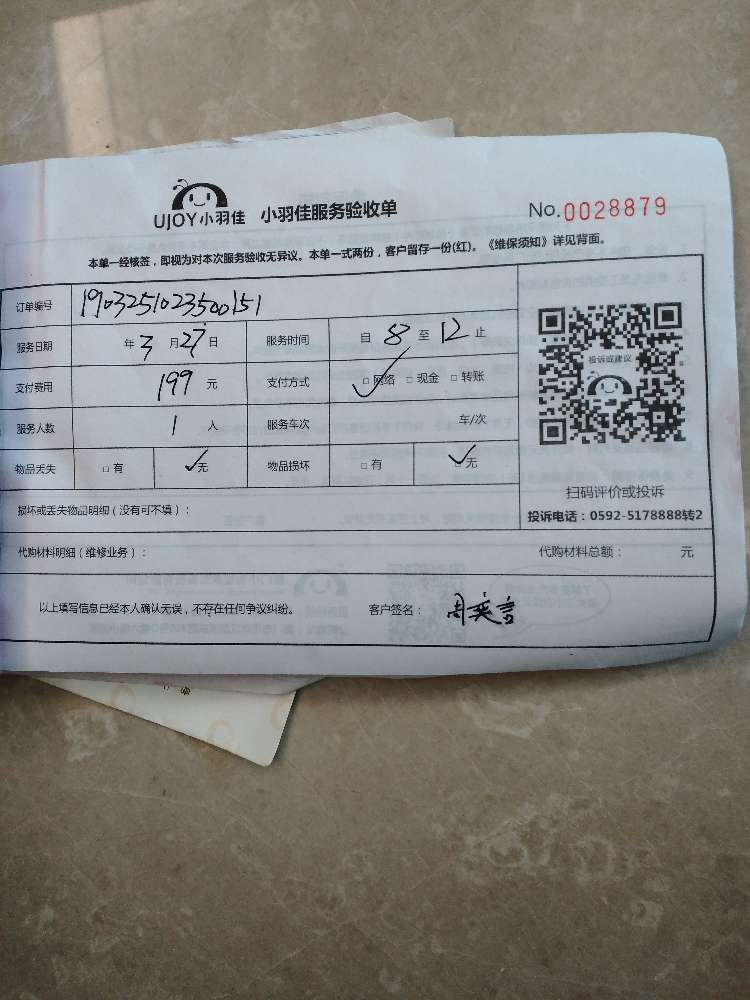 UJOY小羽佳 小羽佳服务验收单 No.0028879
本单一经核签，即视为对本次服务验收无异议。本单一式两份，客户留存一份(红)。《维保须知》详见背面。
订单编号 1903251023500151
服务日期 年 3 月 27 日 服务时间 自 8 至 12 止
支付费用 199 元 支付方式 □网络 □现金 □转账
服务人数 1 人 服务车次 车/次
物品丢失 □有 □无 物品损坏 □有 □无
投诉或建议
扫码评价或投诉
投诉电话：0592-5178888转2
损坏或丢失物品明细（没有可不填）：
代购材料明细（维修业务）： 代购材料总额： 元
以上填写信息已经本人确认无误，不存在任何争议纠纷。 客户签名： 周奕言